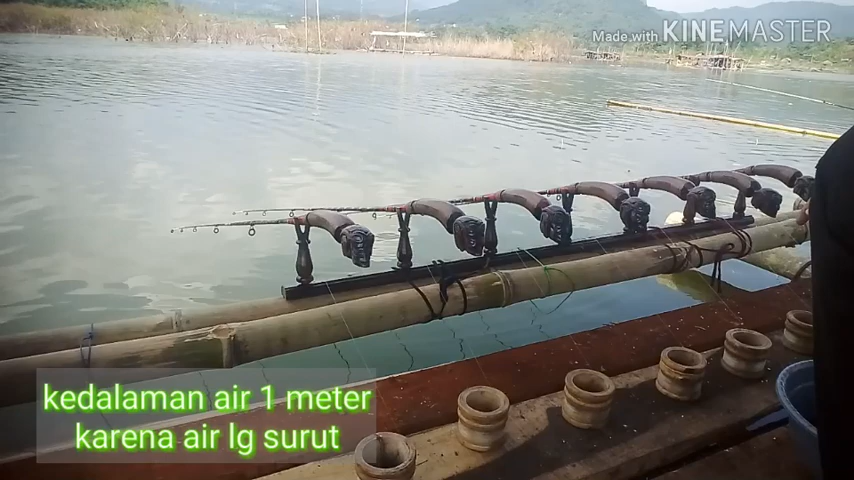 Made with KINEMASTER
kedalaman air 1 meter
karena air lg surut